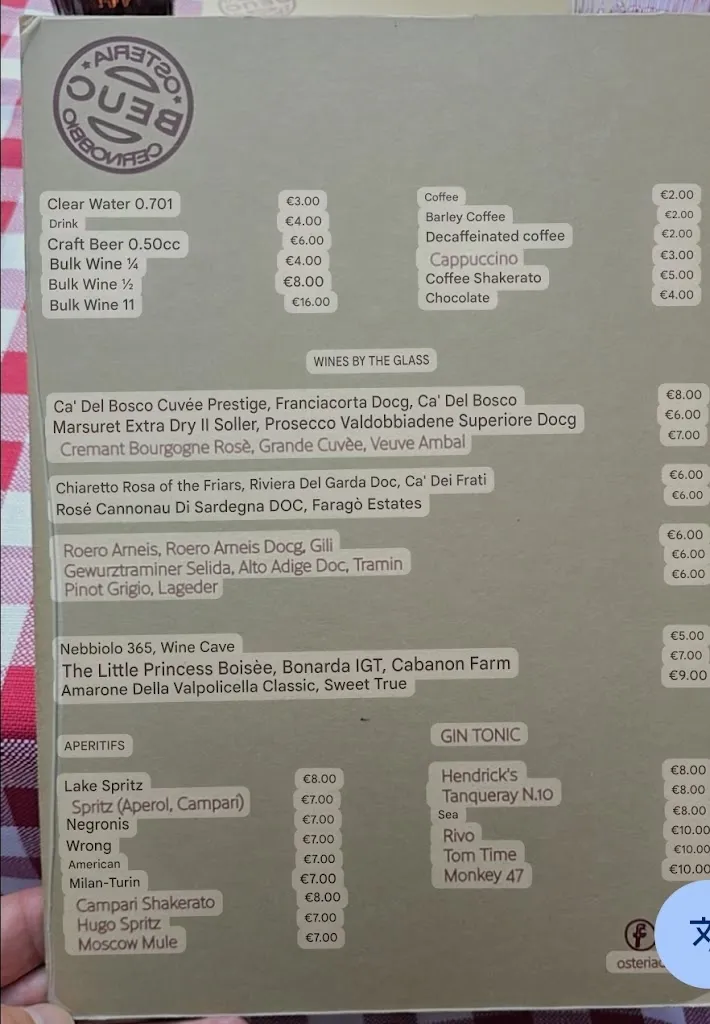 OSTERIA
BEUC
CERNOBBIO
Clear Water 0.701 €3.00
Drink €4.00
Craft Beer 0.50cc €6.00
Bulk Wine ¼ €4.00
Bulk Wine ½ €8.00
Bulk Wine 11 €16.00
Coffee €2.00
Barley Coffee €2.00
Decaffeinated coffee €2.00
Cappuccino €3.00
Coffee Shakerato €5.00
Chocolate €4.00
WINES BY THE GLASS
Ca' Del Bosco Cuvée Prestige, Franciacorta Docg, Ca' Del Bosco €8.00
Marsuret Extra Dry II Soller, Prosecco Valdobbiadene Superiore Docg €6.00
Cremant Bourgogne Rosè, Grande Cuvèe, Veuve Ambal €7.00
Chiaretto Rosa of the Friars, Riviera Del Garda Doc, Ca' Dei Frati €6.00
Rosé Cannonau Di Sardegna DOC, Faragò Estates €6.00
Roero Arneis, Roero Arneis Docg, Gili €6.00
Gewurztraminer Selida, Alto Adige Doc, Tramin €6.00
Pinot Grigio, Lageder €6.00
Nebbiolo 365, Wine Cave €5.00
The Little Princess Boisèe, Bonarda IGT, Cabanon Farm €7.00
Amarone Della Valpolicella Classic, Sweet True €9.00
APERITIFS
Lake Spritz €8.00
Spritz (Aperol, Campari) €7.00
Negronis €7.00
Wrong €7.00
American €7.00
Milan-Turin €7.00
Campari Shakerato €8.00
Hugo Spritz €7.00
Moscow Mule €7.00
GIN TONIC
Hendrick's €8.00
Tanqueray N.10 €8.00
Sea €8.00
Rivo €10.00
Tom Time €10.00
Monkey 47 €10.00